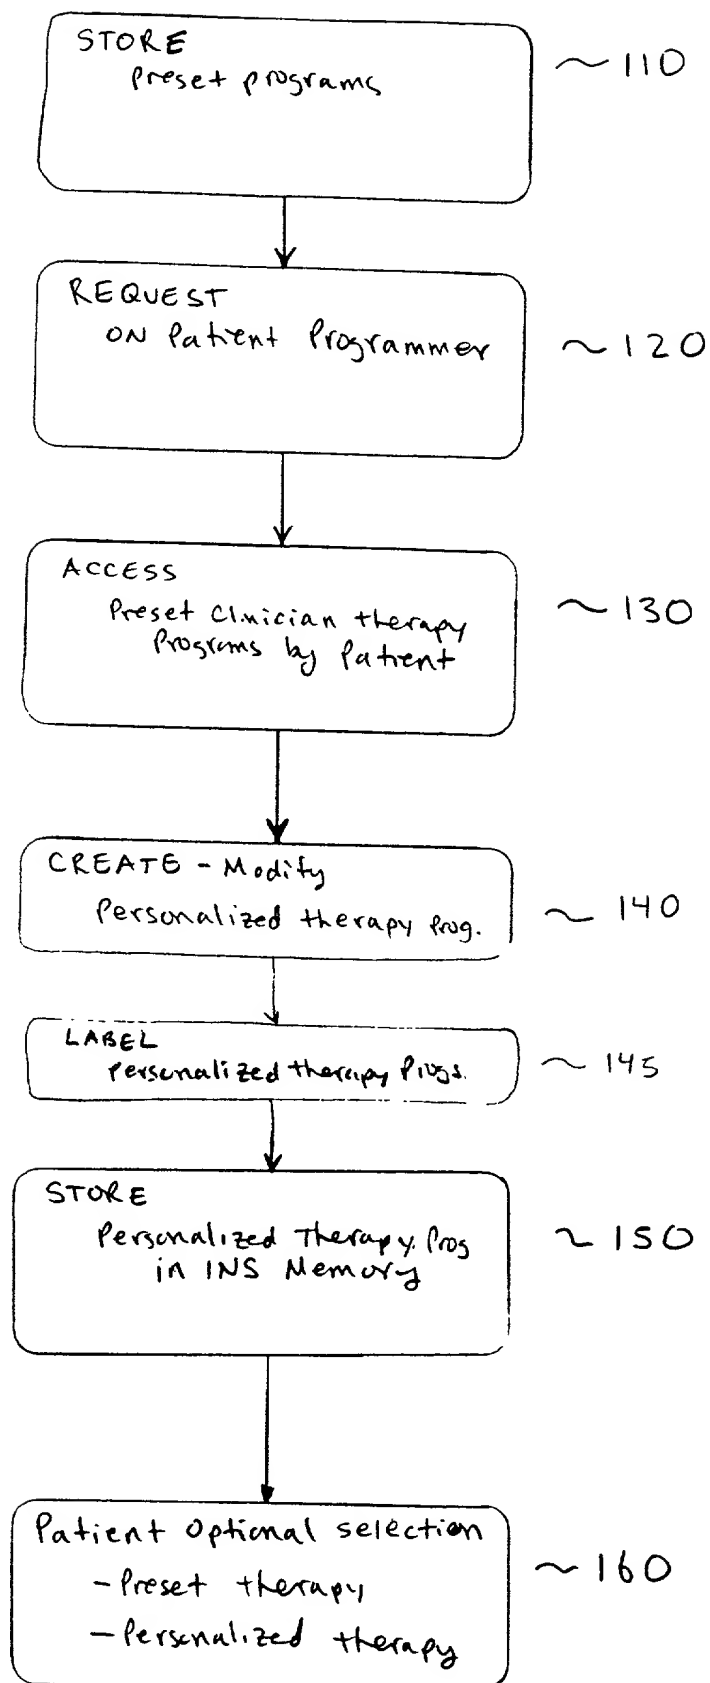 STORE
Preset programs
~ 110
REQUEST
ON Patient Programmer
~ 120
ACCESS
Preset Clinician therapy
Programs by Patient
~ 130
CREATE - Modify
Personalized therapy Prog.
~ 140
LABEL
Personalized therapy Progs.
~ 145
STORE
Personalized Therapy. Prog
in INS Memory
~ 150
Patient Optional selection
- Preset therapy
- Personalized therapy
~ 160